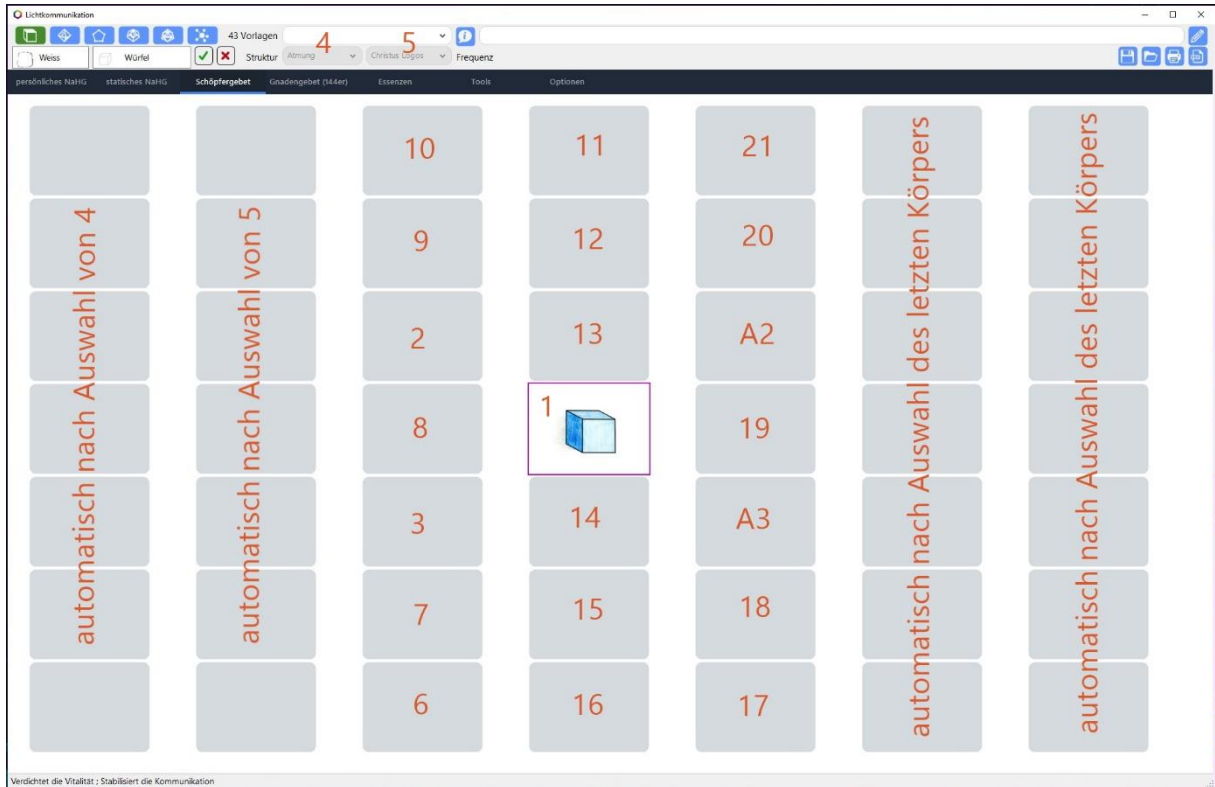 Lichtkommunikation
43 Vorlagen
Weiss Würfel Struktur Atmung 4 Christus Logos 5 Frequenz
persönliches NaHG statisches NaHG Schöpfergebet Gnadengebet (144er) Essenzen Tools Optionen
automatisch nach Auswahl von 4
automatisch nach Auswahl von 5
10 11 21
9 12 20
2 13 A2
8 1 19
3 14 A3
7 15 18
6 16 17
automatisch nach Auswahl des letzten Körpers
automatisch nach Auswahl des letzten Körpers
Verdichtet die Vitalität ; Stabilisiert die Kommunikation